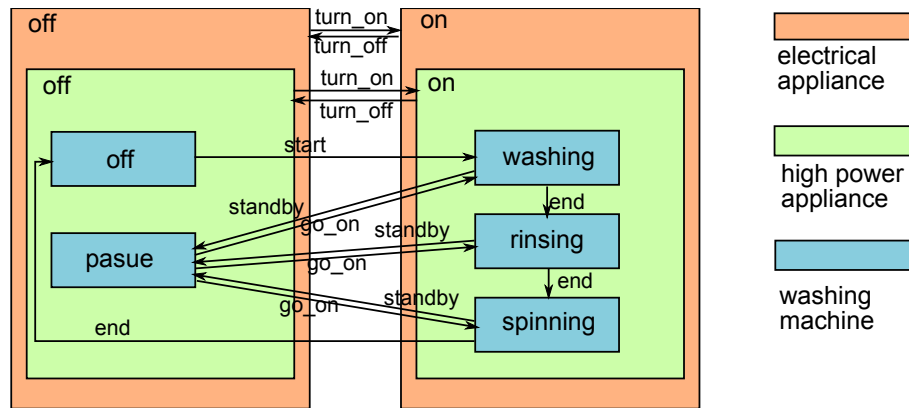 off
turn_on
turn_off
on
off
turn_on
turn_off
on
off
start
washing
end
standby
go_on
standby
rinsing
pasue
go_on
end
standby
go_on
spinning
end
electrical
appliance
high power
appliance
washing
machine